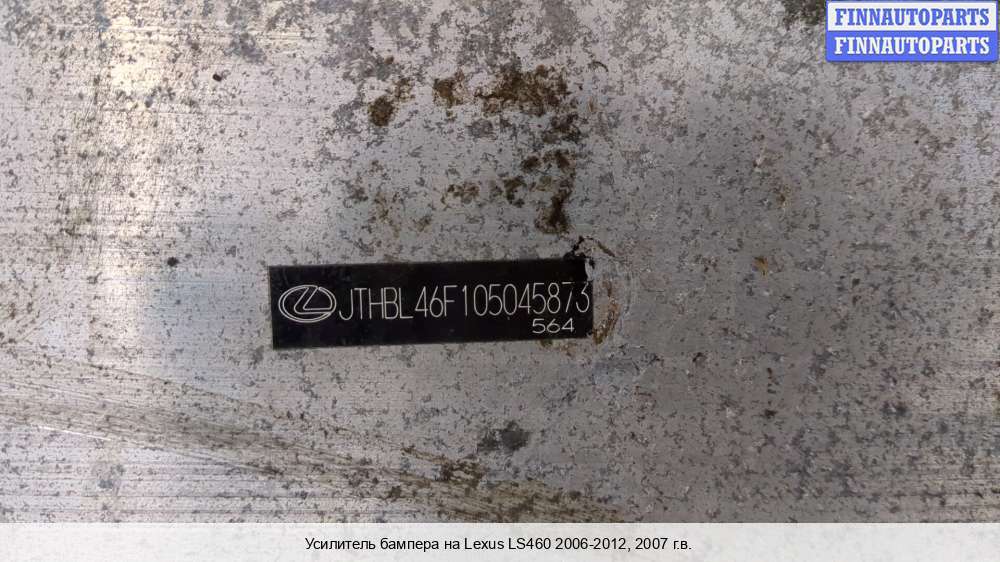 FINNAUTOPARTS
FINNAUTOPARTS
JTHBL46F105045873
564
Усилитель бампера на Lexus LS460 2006-2012, 2007 г.в.